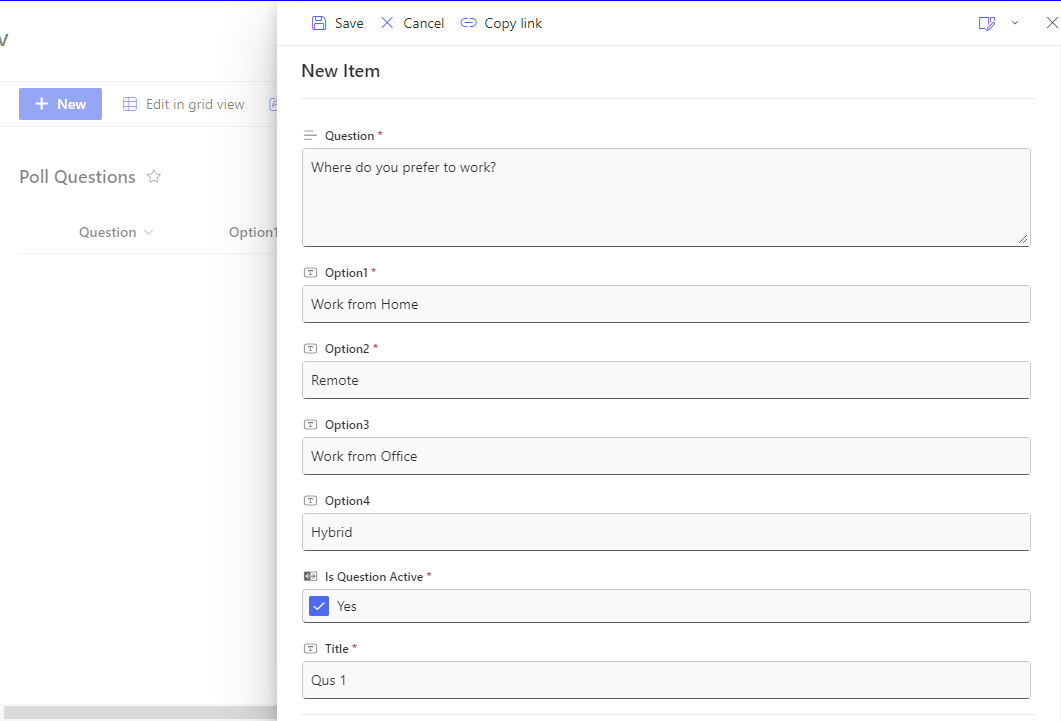 Save Cancel Copy link
New Item
New Edit in grid view
Poll Questions
Question Option1
Question *
Where do you prefer to work?
Option1 *
Work from Home
Option2 *
Remote
Option3
Work from Office
Option4
Hybrid
Is Question Active *
Yes
Title *
Qus 1